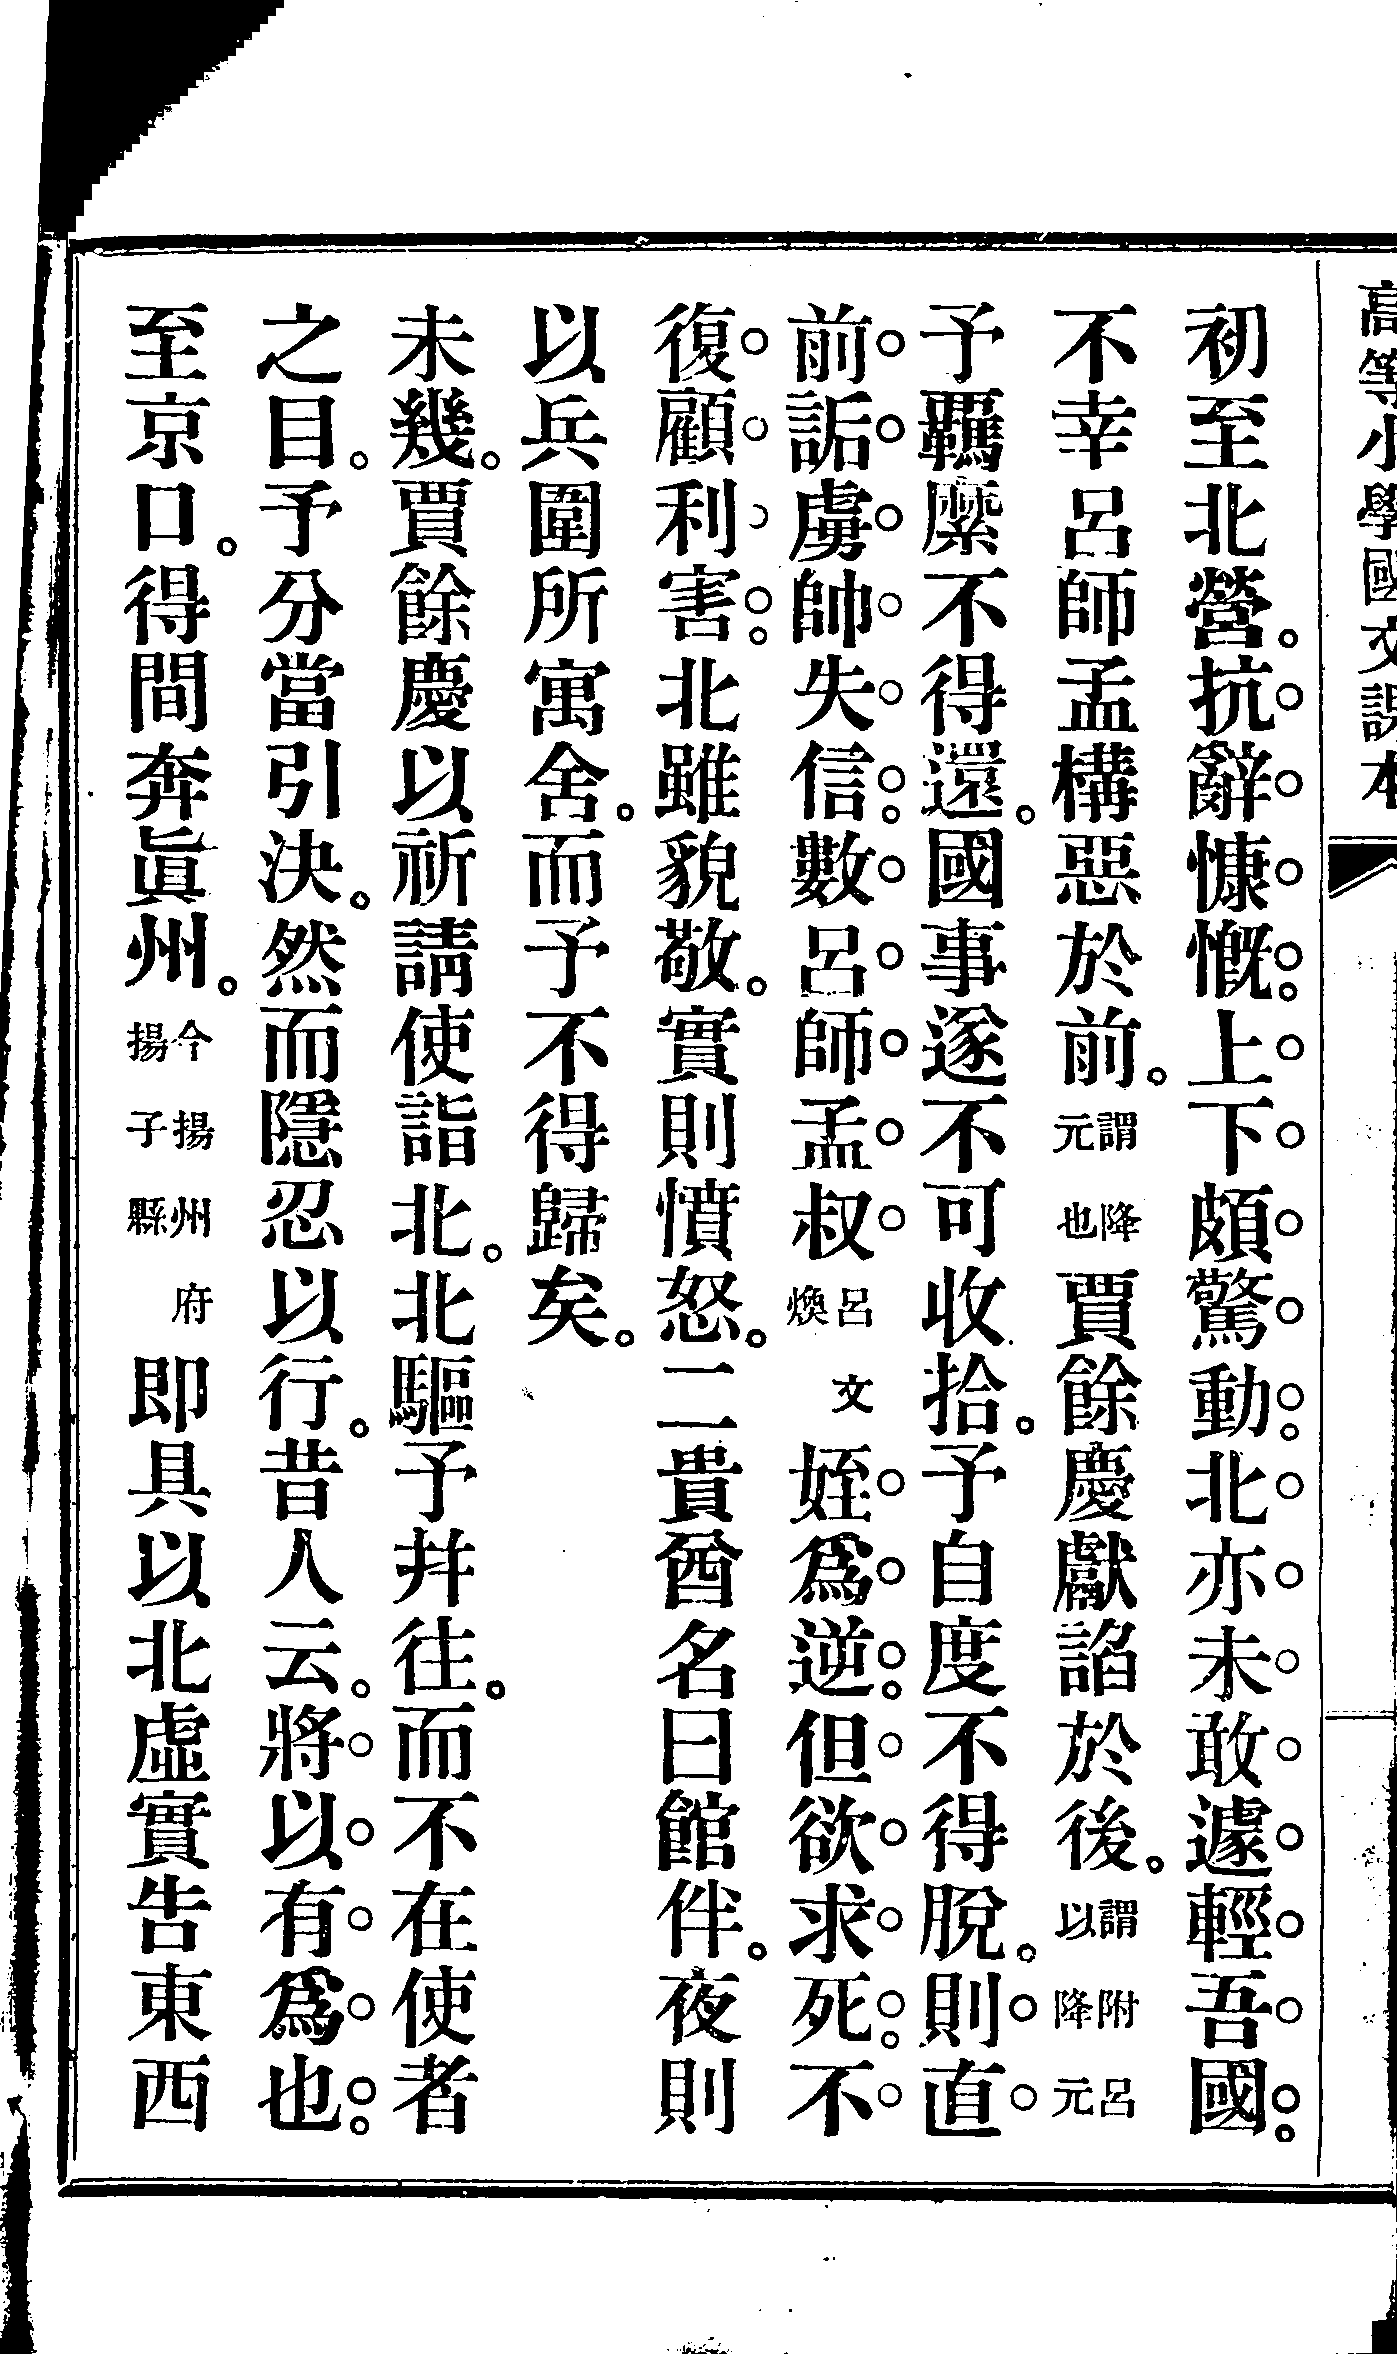 高等小學國文課本
初至北營。抗辭慷慨。上下頗驚動。北亦未敢遽輕吾國。
不幸呂師孟構惡於前。謂降元也賈餘慶獻諂於後。謂附呂以降元
予羈縻不得還。國事遂不可收拾。予自度不得脫。則直
前詬虜帥失信。數呂師孟叔呂文煥姪爲逆。但欲求死。不
復顧利害。北雖貌敬。實則憤怒。二貴酋名曰館伴。夜則
以兵圍所寓舍。而予不得歸矣。
未幾。賈餘慶以祈請使詣北。北驅予幷往。而不在使者
之目。予分當引決。然而隱忍以行。昔人云。將以有爲也。
至京口。得間奔眞州。今揚州府揚子縣即具以北虛實告東西